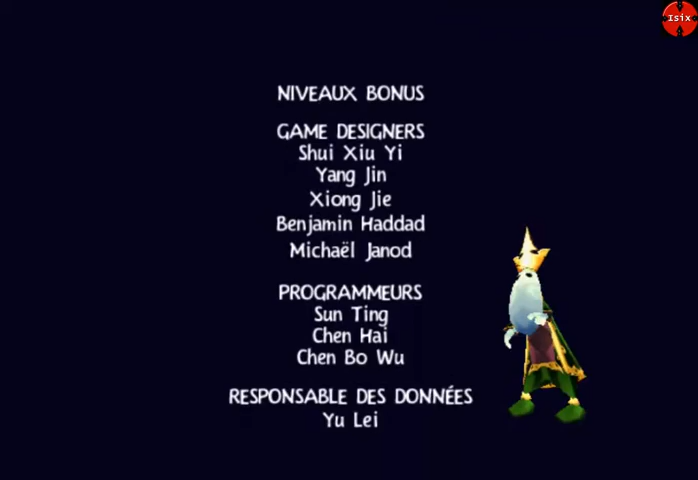 Isix
NIVEAUX BONUS
GAME DESIGNERS
Shui Xiu Yi
Yang Jin
Xiong Jie
Benjamin Haddad
Michaël Janod
PROGRAMMEURS
Sun Ting
Chen Hai
Chen Bo Wu
RESPONSABLE DES DONNÉES
Yu Lei